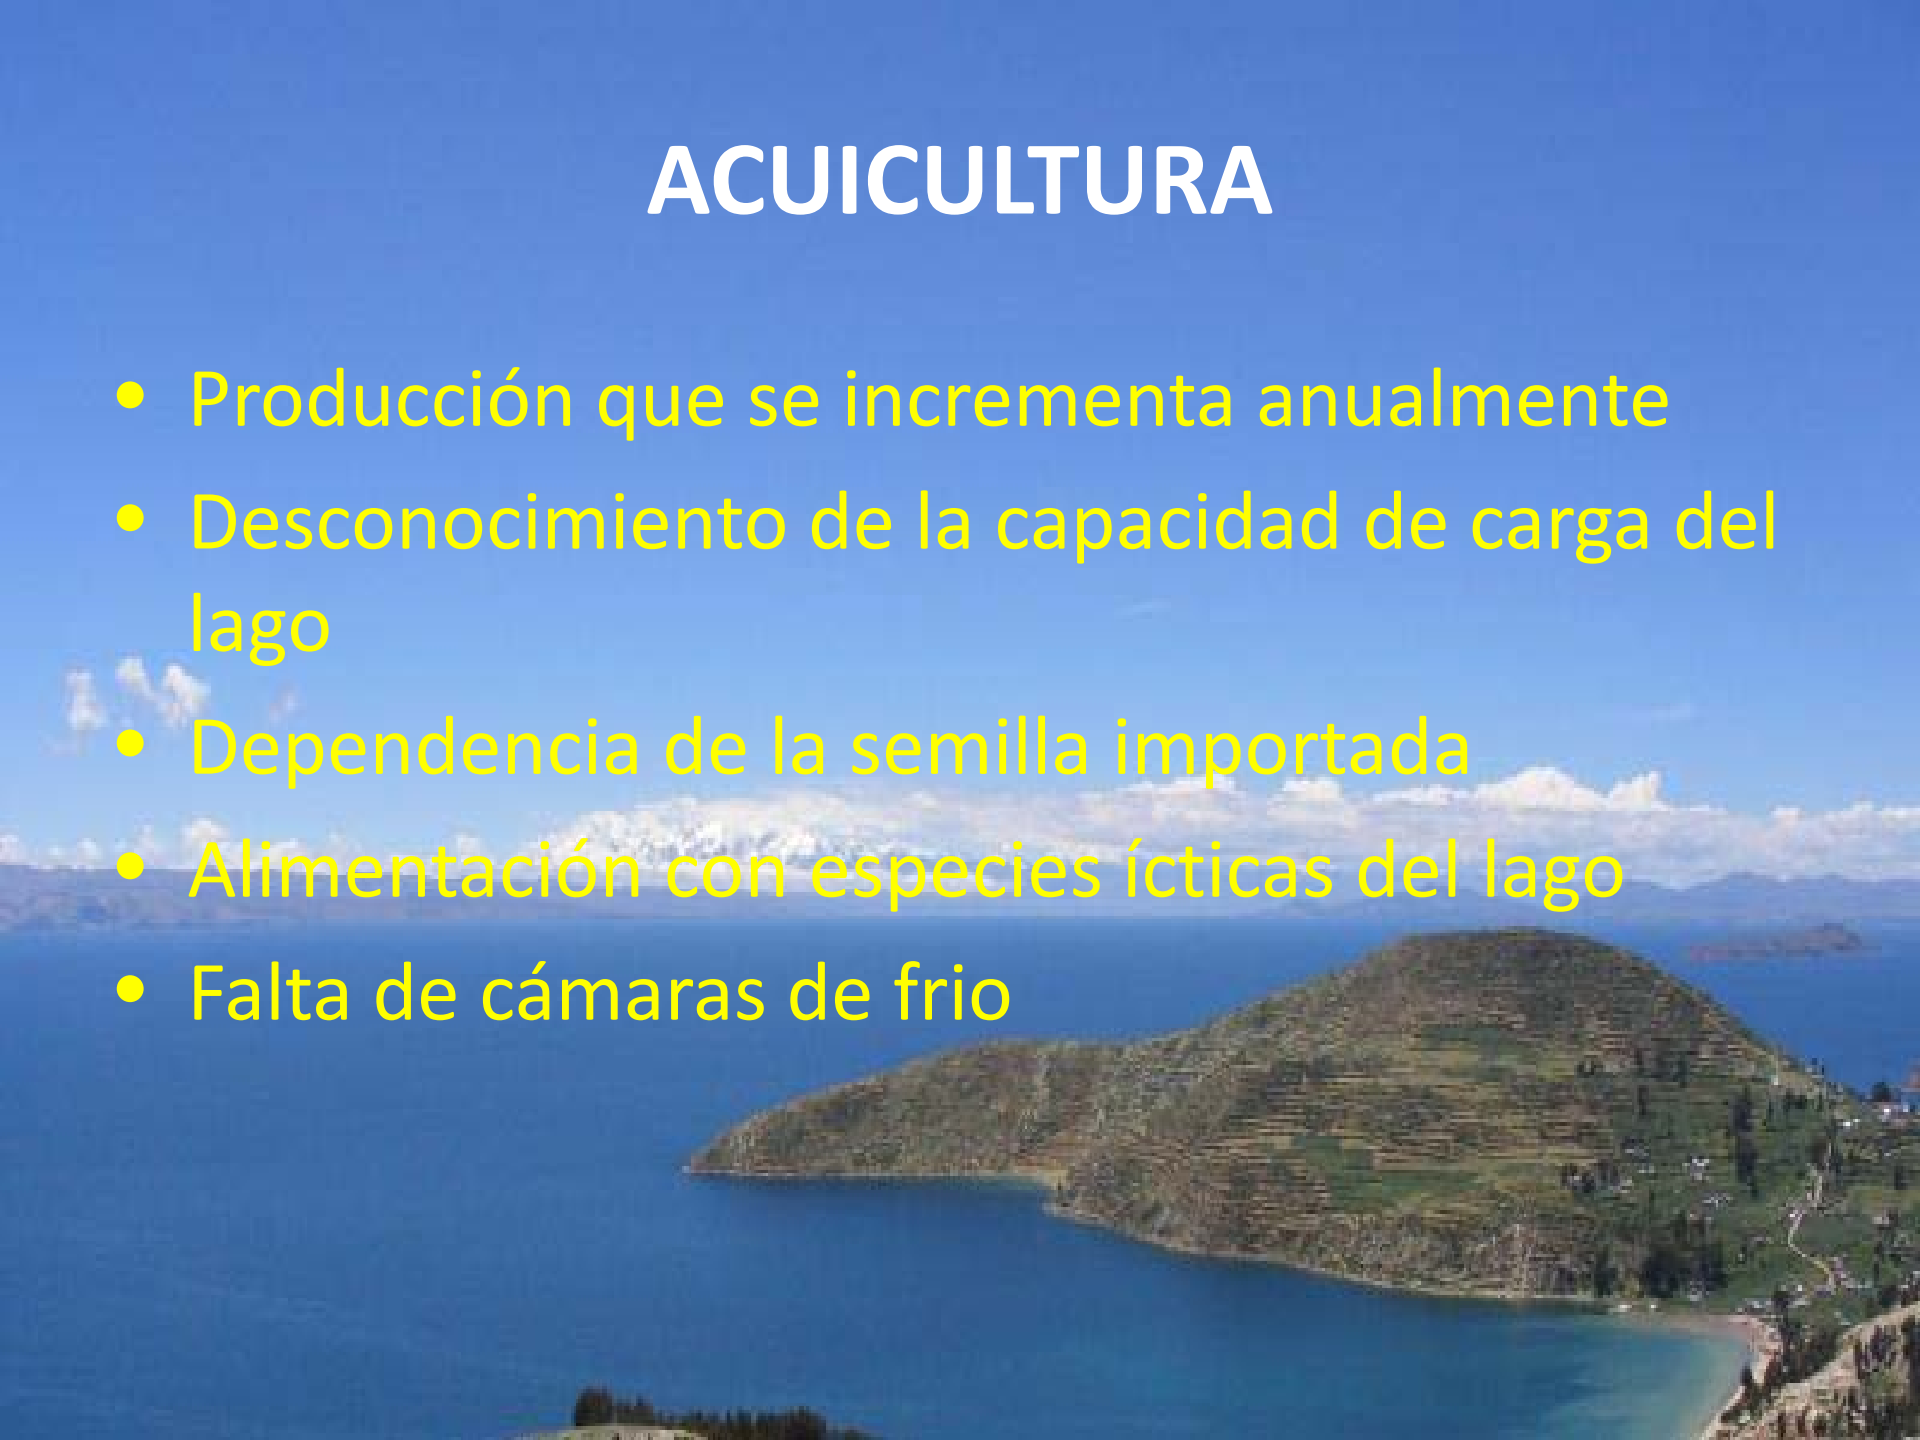 ACUICULTURA
• Producción que se incrementa anualmente
• Desconocimiento de la capacidad de carga del
lago
• Dependencia de la semilla importada
• Alimentación con especies ícticas del lago
• Falta de cámaras de frio